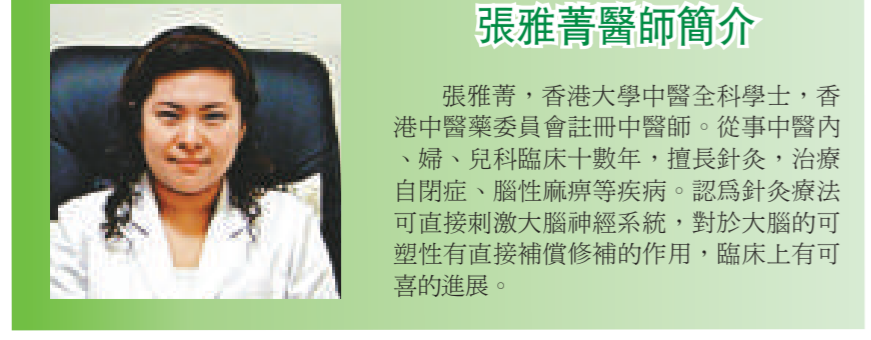 張雅菁醫師簡介
張雅菁，香港大學中醫全科學士，香
港中醫藥委員會註冊中醫師。從事中醫內
、婦、兒科臨床十數年，擅長針灸，治療
自閉症、腦性麻痹等疾病。認爲針灸療法
可直接刺激大腦神經系統，對於大腦的可
塑性有直接補償修補的作用，臨床上有可
喜的進展。